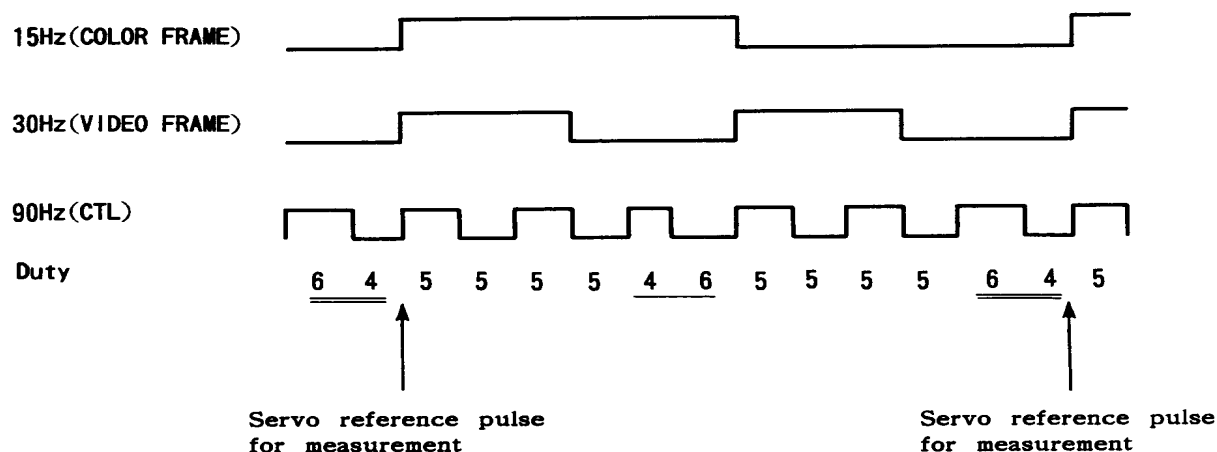 15Hz(COLOR FRAME)
30Hz(VIDEO FRAME)
90Hz(CTL)
Duty 6 4 5 5 5 5 4 6 5 5 5 5 6 4 5
Servo reference pulse
for measurement
Servo reference pulse
for measurement